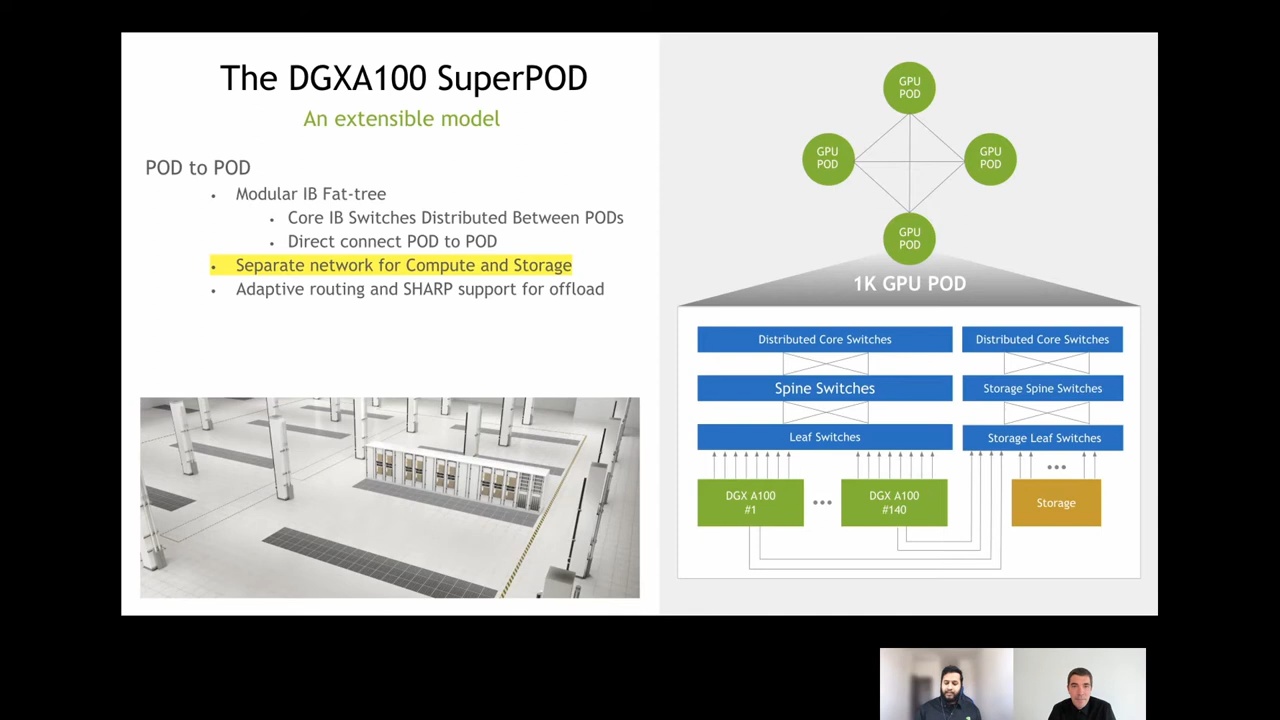 The DGXA100 SuperPOD
An extensible model
POD to POD
• Modular IB Fat-tree
• Core IB Switches Distributed Between PODs
• Direct connect POD to POD
• Separate network for Compute and Storage
• Adaptive routing and SHARP support for offload
GPU
POD
GPU
POD
GPU
POD
GPU
POD
1K GPU POD
Distributed Core Switches
Distributed Core Switches
Spine Switches
Storage Spine Switches
Leaf Switches
Storage Leaf Switches
DGX A100
#1
•••
DGX A100
#140
•••
Storage